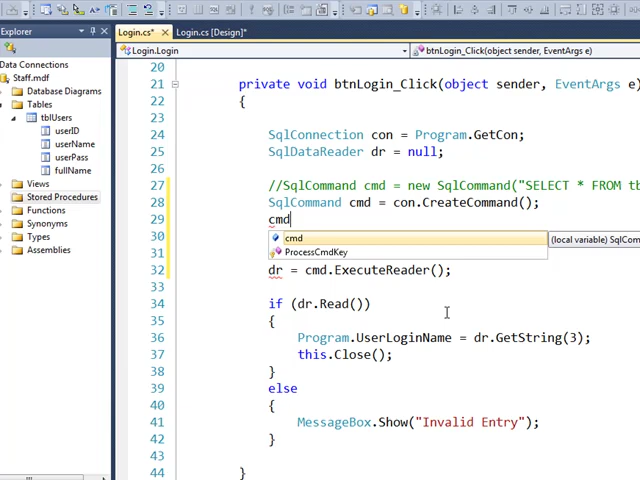 Explorer
Data Connections
Staff.mdf
Database Diagrams
Tables
tblUsers
userID
userName
userPass
fullName
Views
Stored Procedures
Functions
Synonyms
Types
Assemblies
Login.cs*
Login.cs [Design]*
Login.Login
btnLogin_Click(object sender, EventArgs e)
20
21 private void btnLogin_Click(object sender, EventArgs e)
22 {
23
24 SqlConnection con = Program.GetCon;
25 SqlDataReader dr = null;
26
27 //SqlCommand cmd = new SqlCommand("SELECT * FROM tb
28 SqlCommand cmd = con.CreateCommand();
29 cmd
30 cmd
(local variable) SqlCom
31 ProcessCmdKey
32 dr = cmd.ExecuteReader();
33
34 if (dr.Read())
35 {
36 Program.UserLoginName = dr.GetString(3);
37 this.Close();
38 }
39 else
40 {
41 MessageBox.Show("Invalid Entry");
42 }
43
44 }